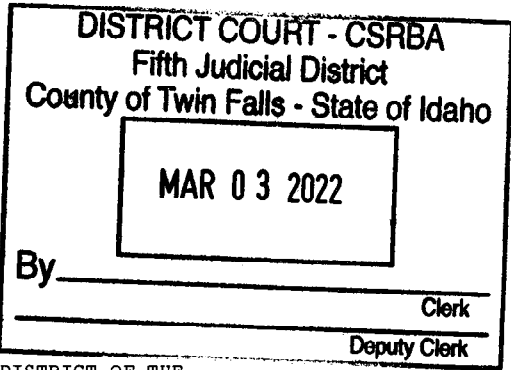 DISTRICT COURT - CSRBA
Fifth Judicial District
County of Twin Falls - State of Idaho
MAR 03 2022
By
Clerk
Deputy Clerk
DISTRICT OF THE